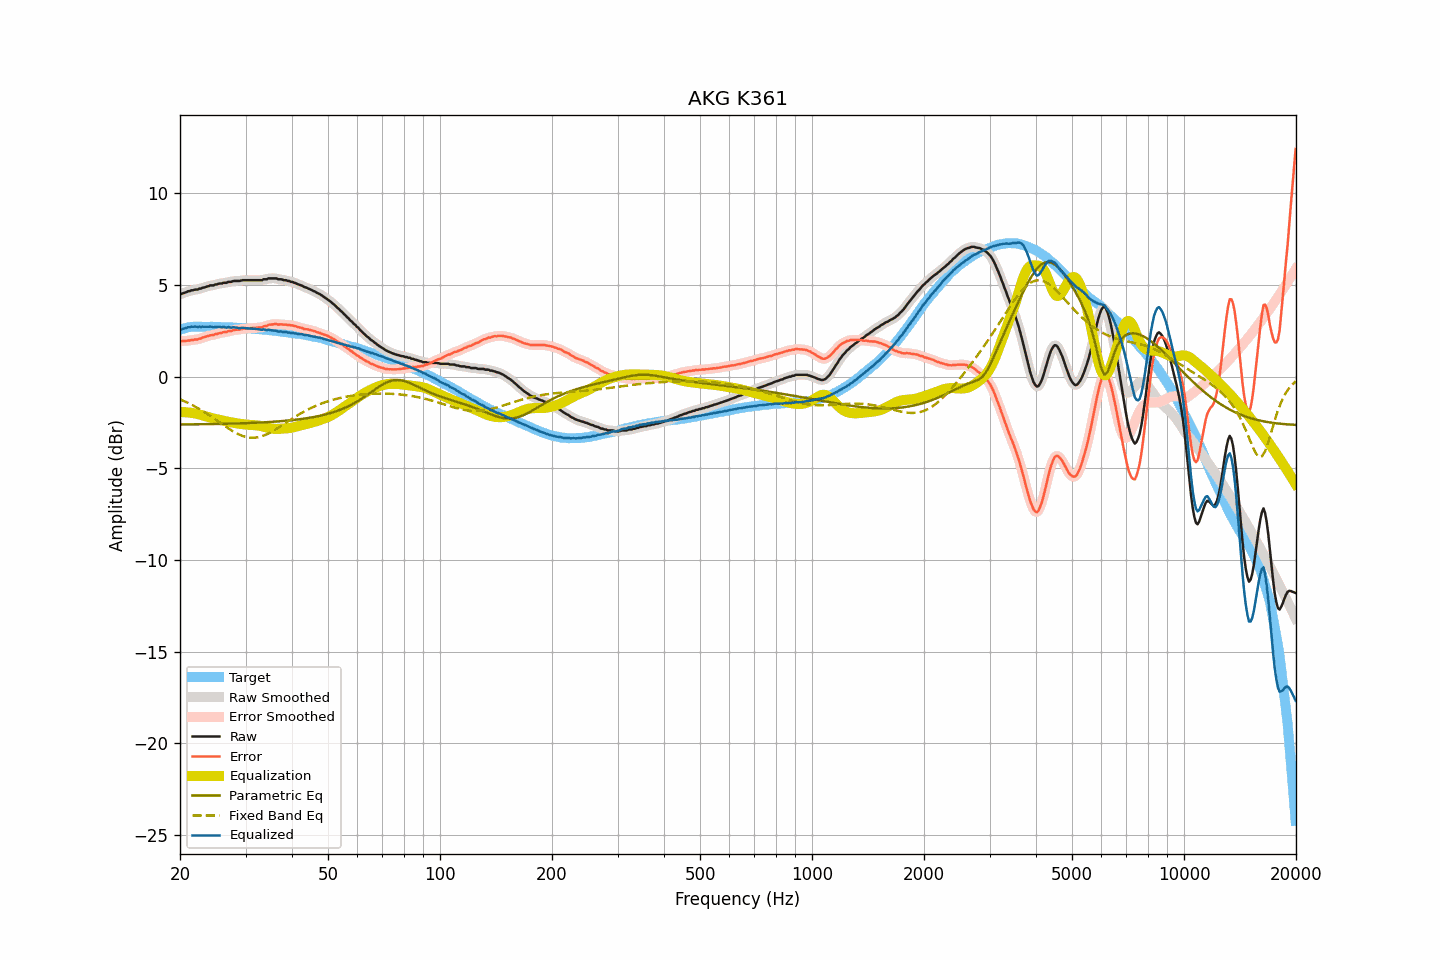 AKG K361
Amplitude (dBr)
10
5
0
−5
−10
−15
−20
−25
Target
Raw Smoothed
Error Smoothed
Raw
Error
Equalization
Parametric Eq
Fixed Band Eq
Equalized
20 50 100 200 500 1000 2000 5000 10000 20000
Frequency (Hz)